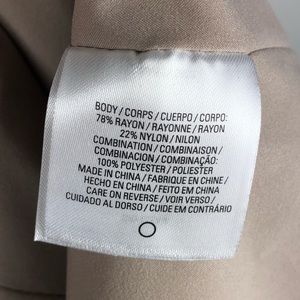 BODY / CORPS / CUERPO / CORPO:
78% RAYON / RAYONNE / RAYON
22% NYLON / NILON
COMBINATION / COMBINAISON /
COMBINACION / COMBINAÇÃO:
100% POLYESTER / POLIESTER
MADE IN CHINA / FABRIQUE EN CHINE /
HECHO EN CHINA / FEITO EM CHINA
CARE ON REVERSE / VOIR VERSO /
CUIDADO AL DORSO / CUIDE EM CONTRÁRIO